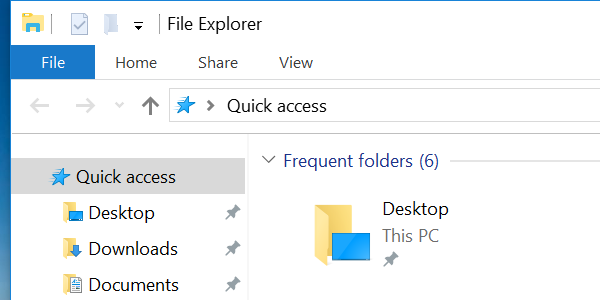 File Explorer
File Home Share View
Quick access
Quick access
Desktop
Downloads
Documents
Frequent folders (6)
Desktop
This PC